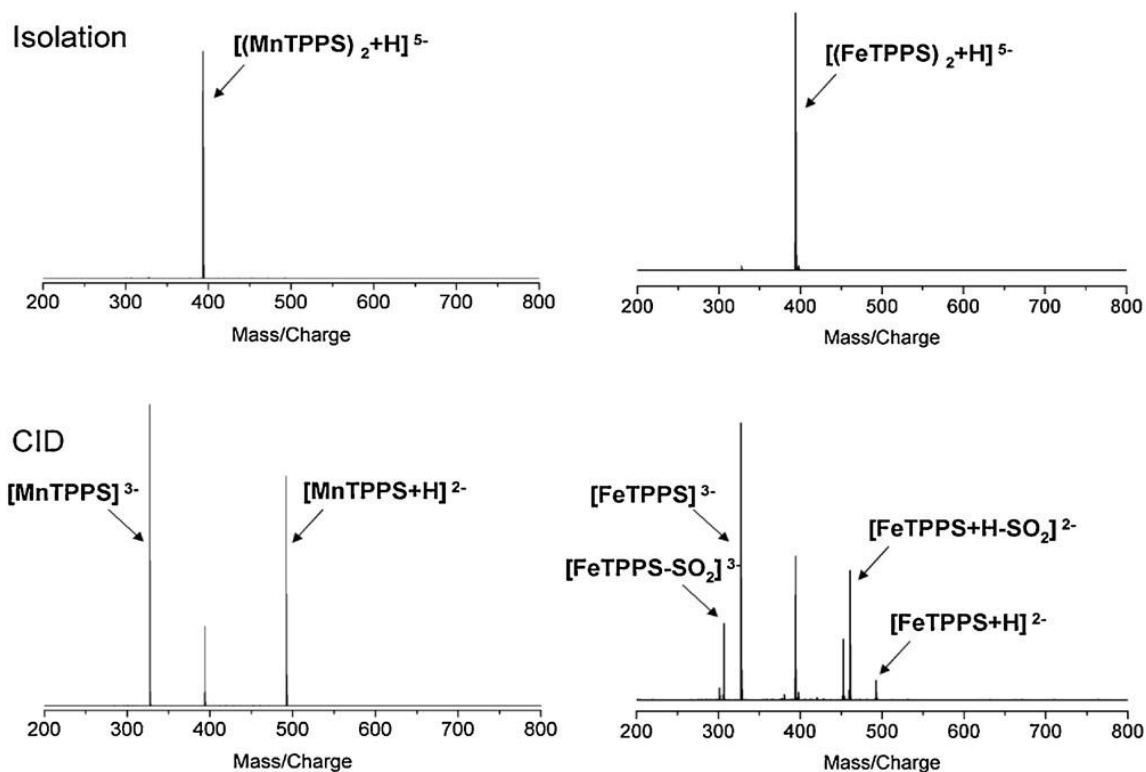 Isolation
[(MnTPPS) 2+H] 5-
[(FeTPPS) 2+H] 5-
200 300 400 500 600 700 800
Mass/Charge
200 300 400 500 600 700 800
Mass/Charge
CID
[MnTPPS] 3-
[MnTPPS+H] 2-
[FeTPPS] 3-
[FeTPPS-SO2] 3-
[FeTPPS+H-SO2] 2-
[FeTPPS+H] 2-
200 300 400 500 600 700 800
Mass/Charge
200 300 400 500 600 700 800
Mass/Charge